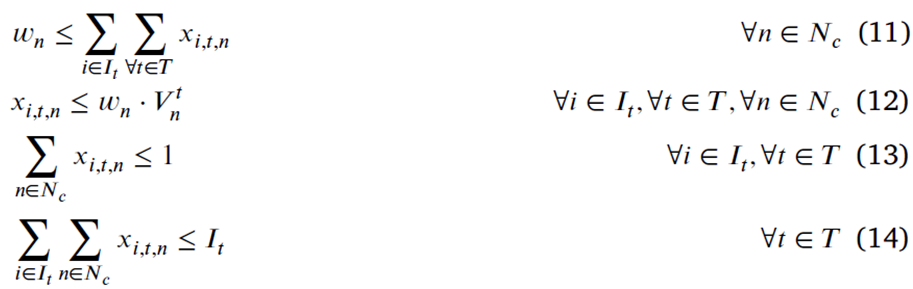 w_n ≤ ∑_{i∈I_t} ∑_{∀t∈T} x_{i,t,n} ∀n ∈ N_c (11)
x_{i,t,n} ≤ w_n · V_n^t ∀i ∈ I_t, ∀t ∈ T, ∀n ∈ N_c (12)
∑_{n∈N_c} x_{i,t,n} ≤ 1 ∀i ∈ I_t, ∀t ∈ T (13)
∑_{i∈I_t} ∑_{n∈N_c} x_{i,t,n} ≤ I_t ∀t ∈ T (14)